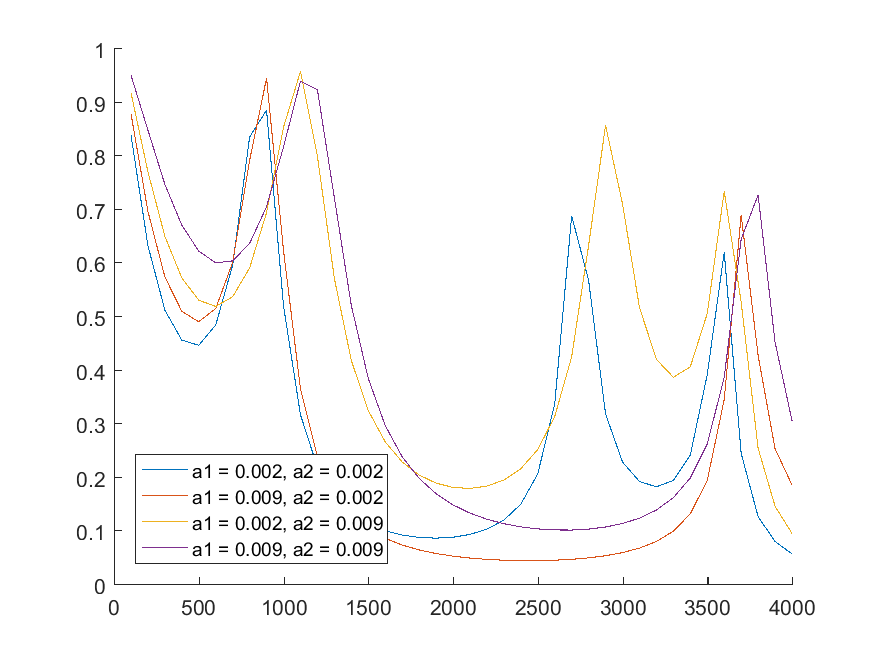 1
0.9
0.8
0.7
0.6
0.5
0.4
0.3
0.2
0.1
0
a1 = 0.002, a2 = 0.002
a1 = 0.009, a2 = 0.002
a1 = 0.002, a2 = 0.009
a1 = 0.009, a2 = 0.009
0 500 1000 1500 2000 2500 3000 3500 4000